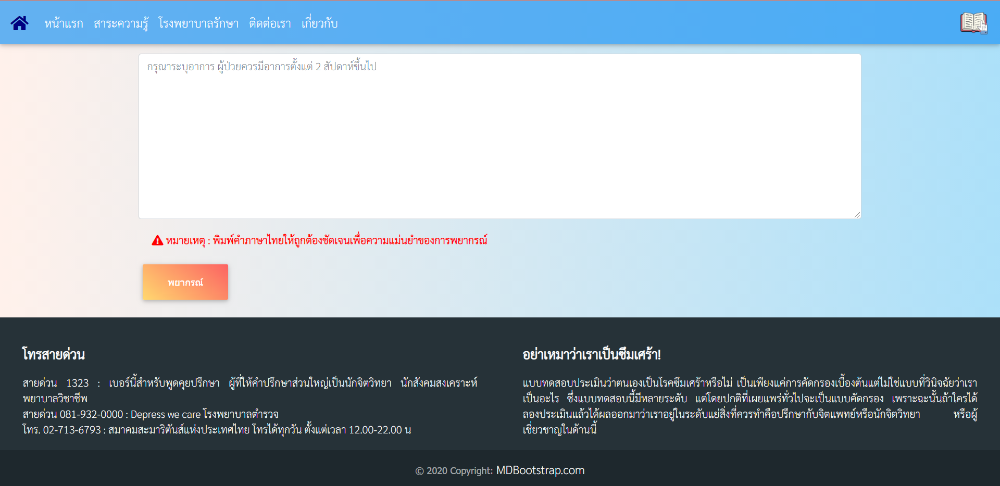 หน้าแรก สาระความรู้ โรงพยาบาลรักษา ติดต่อเรา เกี่ยวกับ
กรุณาระบุอาการ ผู้ป่วยควรมีอาการตั้งแต่ 2 สัปดาห์ขึ้นไป
หมายเหตุ : พิมพ์คำภาษาไทยให้ถูกต้องชัดเจนเพื่อความแม่นยำของการพยากรณ์
พยากรณ์
โทรสายด่วน
สายด่วน 1323 : เบอร์นี้สำหรับพูดคุยปรึกษา ผู้ที่ให้คำปรึกษาส่วนใหญ่เป็นนักจิตวิทยา นักสังคมสงเคราะห์
พยาบาลวิชาชีพ
สายด่วน 081-932-0000 : Depress we care โรงพยาบาลตำรวจ
โทร. 02-713-6793 : สมาคมสะมาริตันส์แห่งประเทศไทย โทรได้ทุกวัน ตั้งแต่เวลา 12.00-22.00 น
อย่าเหมาว่าเราเป็นซึมเศร้า!
แบบทดสอบประเมินว่าตนเองเป็นโรคซึมเศร้าหรือไม่ เป็นเพียงแค่การคัดกรองเบื้องต้นแต่ไม่ใช่แบบที่วินิจฉัยว่าเรา
เป็นอะไร ซึ่งแบบทดสอบนี้มีหลายระดับ แต่โดยปกติที่เผยแพร่ทั่วไปจะเป็นแบบคัดกรอง เพราะฉะนั้นถ้าใครได้
ลองประเมินแล้วได้ผลออกมาว่าเราอยู่ในระดับแย่สิ่งที่ควรทำคือปรึกษากับจิตแพทย์หรือนักจิตวิทยา หรือผู้
เชี่ยวชาญในด้านนี้
© 2020 Copyright: MDBootstrap.com